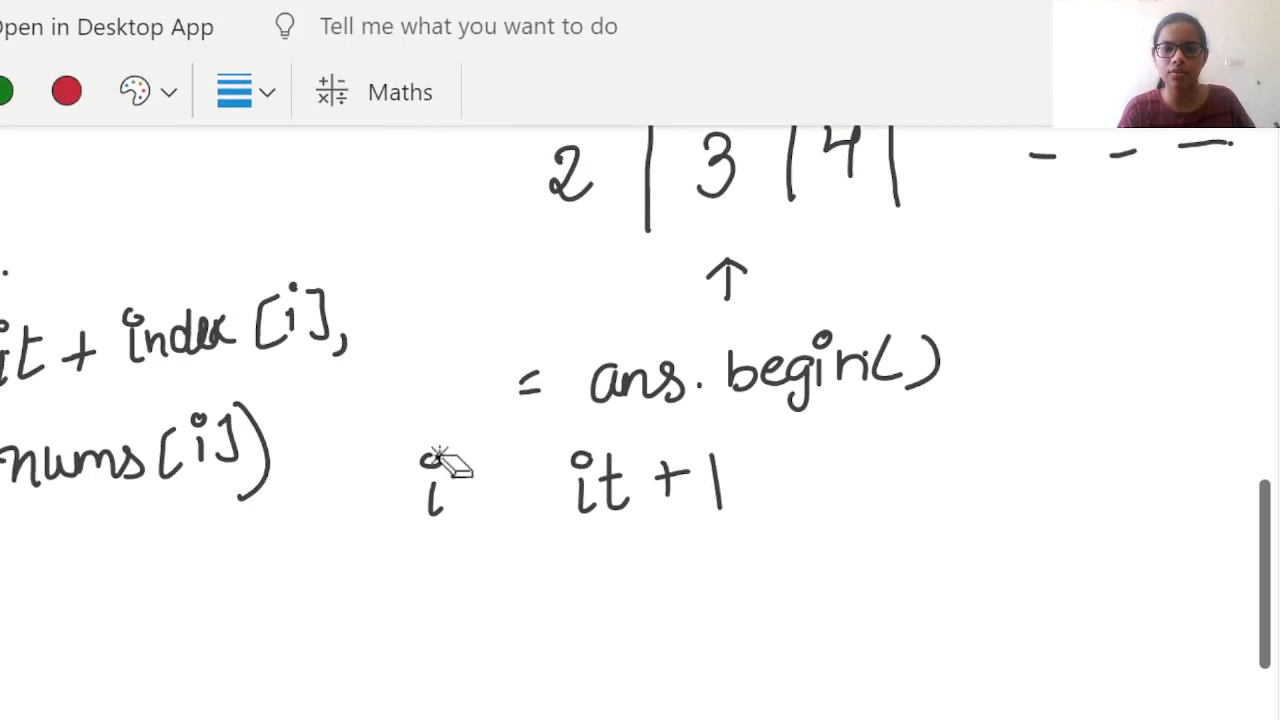 Open in Desktop App Tell me what you want to do
Maths
2 | 3 | 4 | - - -
↑
it + index [i],
= ans. begin()
nums[i])
i it + 1